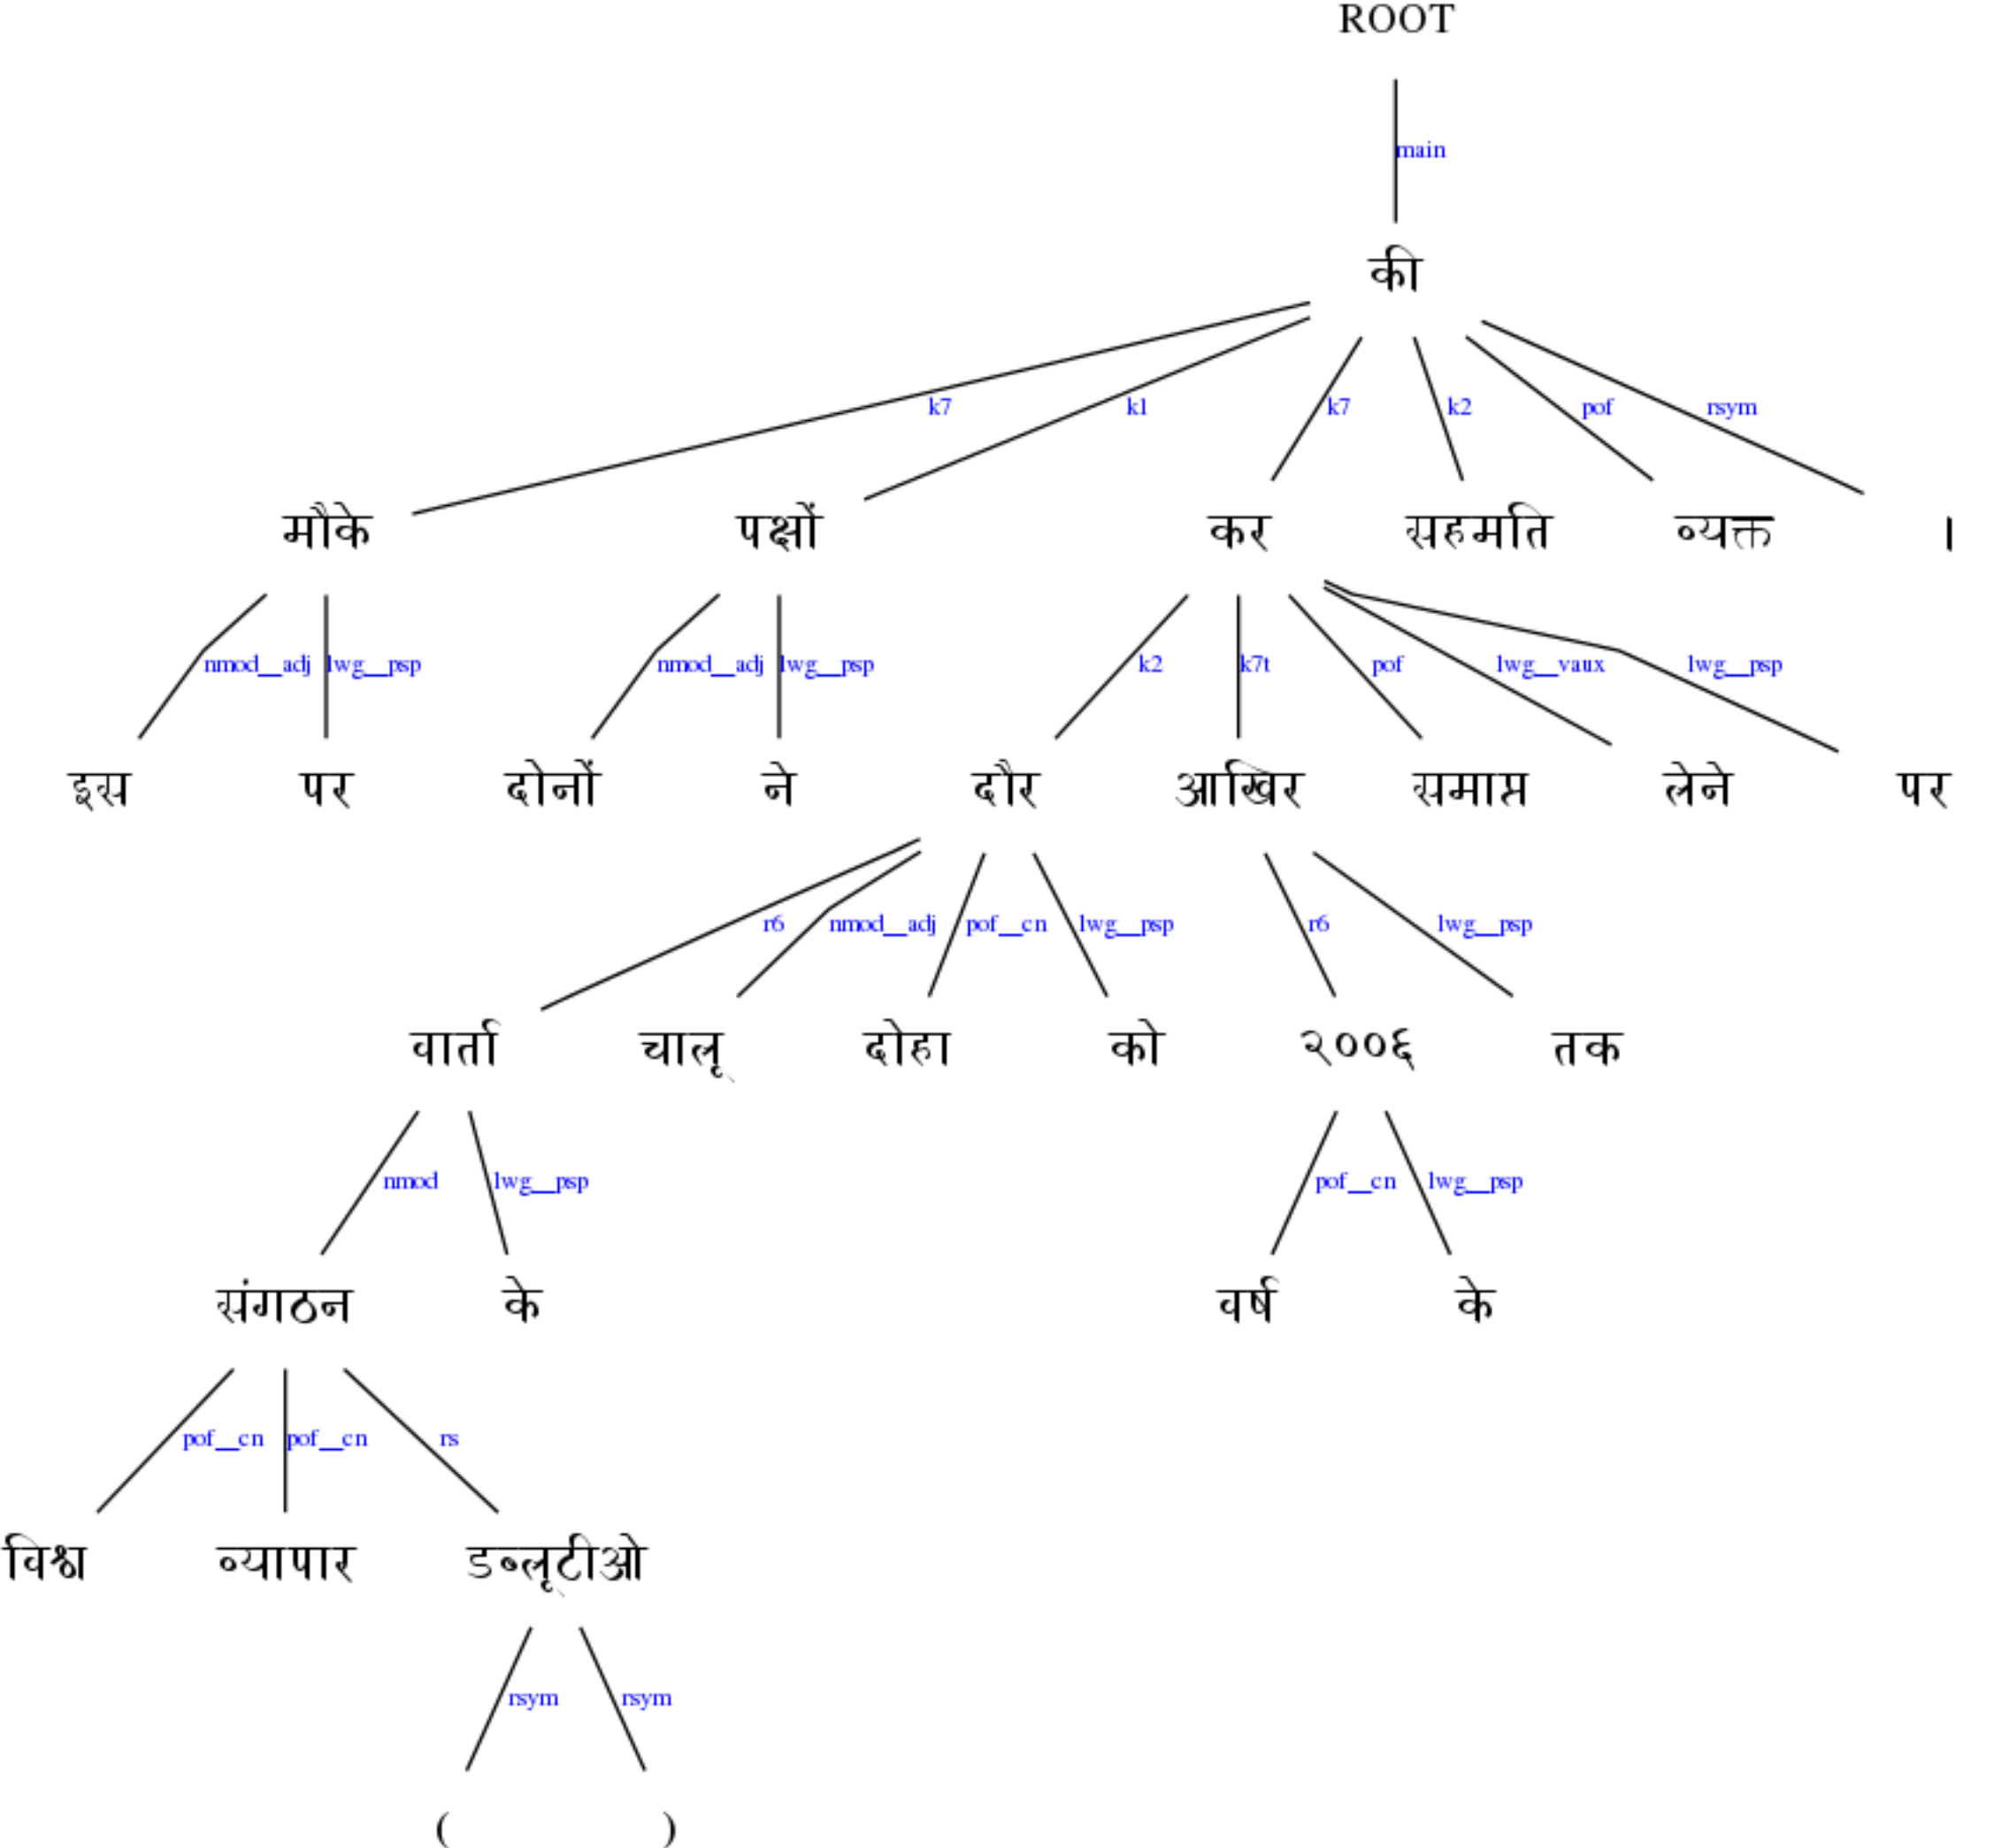 ROOT
main
की
k7 k1 k7 k2 pof rsym
मौके पक्षों कर सहमति व्यक्त ।
nmod__adj lwg__psp nmod__adj lwg__psp k2 k7t pof lwg__vaux lwg__psp
इस पर दोनों ने दौर आखिर समाप्त लेने पर
r6 nmod__adj pof__cn lwg__psp r6 lwg__psp
वार्ता चालू दोहा को २००६ तक
nmod lwg__psp pof__cn lwg__psp
संगठन के वर्ष के
pof__cn pof__cn rs
विश्व व्यापार डब्लूटीओ
rsym rsym
( )